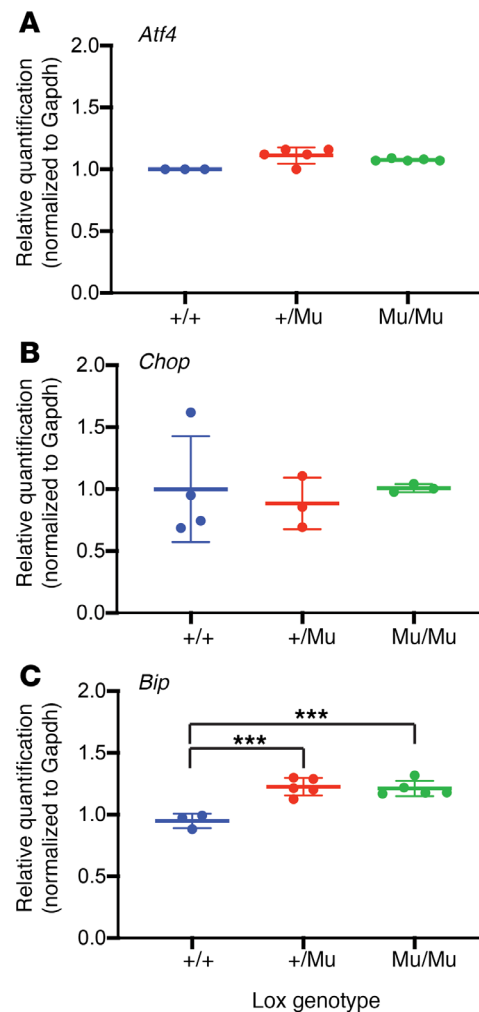 A
Atf4
Relative quantification
(normalized to Gapdh)
2.0
1.5
1.0
0.5
0.0
+/+ +/Mu Mu/Mu
B
Chop
Relative quantification
(normalized to Gapdh)
2.0
1.5
1.0
0.5
0.0
+/+ +/Mu Mu/Mu
C
Bip
Relative quantification
(normalized to Gapdh)
2.0
1.5
1.0
0.5
0.0
***
***
+/+ +/Mu Mu/Mu
Lox genotype